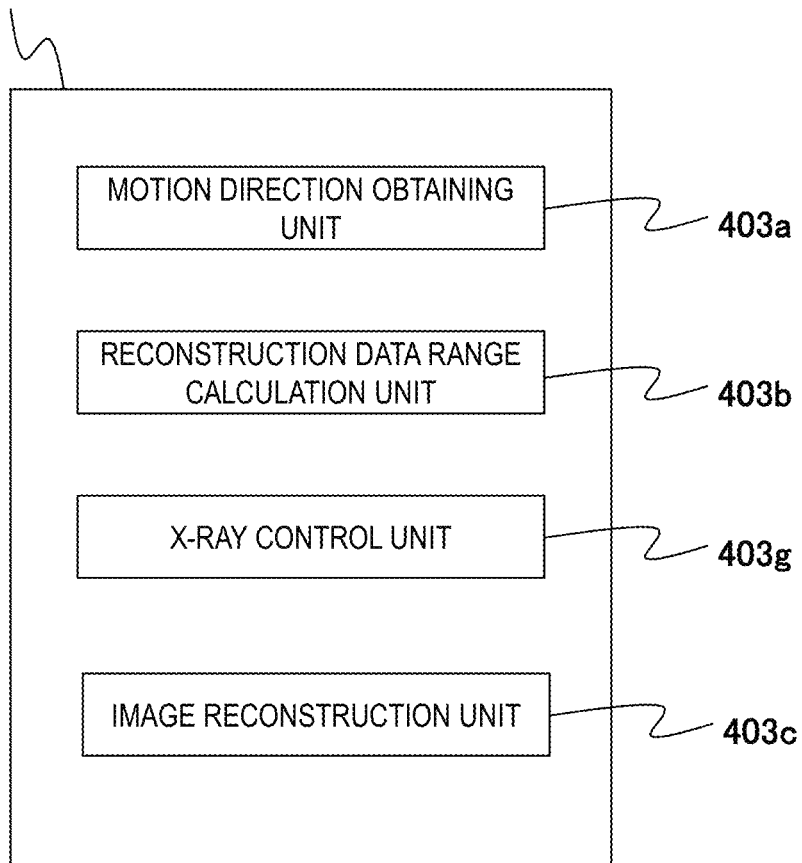 MOTION DIRECTION OBTAINING
UNIT
403a
RECONSTRUCTION DATA RANGE
CALCULATION UNIT
403b
X-RAY CONTROL UNIT
403g
IMAGE RECONSTRUCTION UNIT
403c